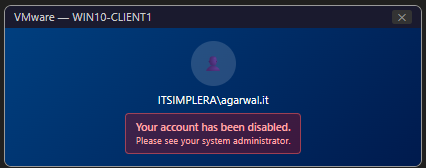 VMware — WIN10-CLIENT1
ITSIMPLERA\agarwal.it
Your account has been disabled.
Please see your system administrator.